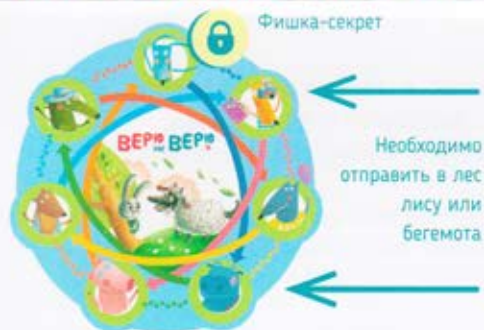 Фишка-секрет
ВЕРЮ не ВЕРЮ
Необходимо
отправить в лес
лису или
бегемота